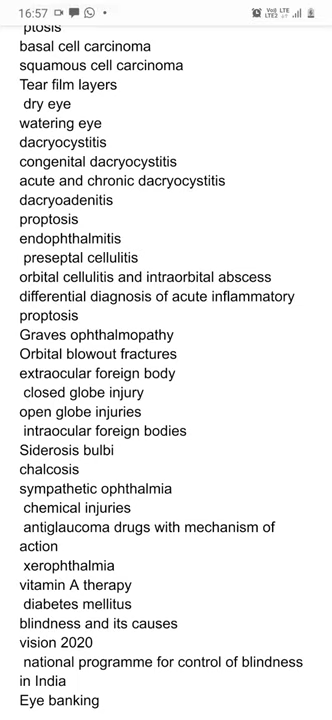 16:57
Vo)) LTE
LTE2
ptosis
basal cell carcinoma
squamous cell carcinoma
Tear film layers
dry eye
watering eye
dacryocystitis
congenital dacryocystitis
acute and chronic dacryocystitis
dacryoadenitis
proptosis
endophthalmitis
preseptal cellulitis
orbital cellulitis and intraorbital abscess
differential diagnosis of acute inflammatory
proptosis
Graves ophthalmopathy
Orbital blowout fractures
extraocular foreign body
closed globe injury
open globe injuries
intraocular foreign bodies
Siderosis bulbi
chalcosis
sympathetic ophthalmia
chemical injuries
antiglaucoma drugs with mechanism of
action
xerophthalmia
vitamin A therapy
diabetes mellitus
blindness and its causes
vision 2020
national programme for control of blindness
in India
Eye banking